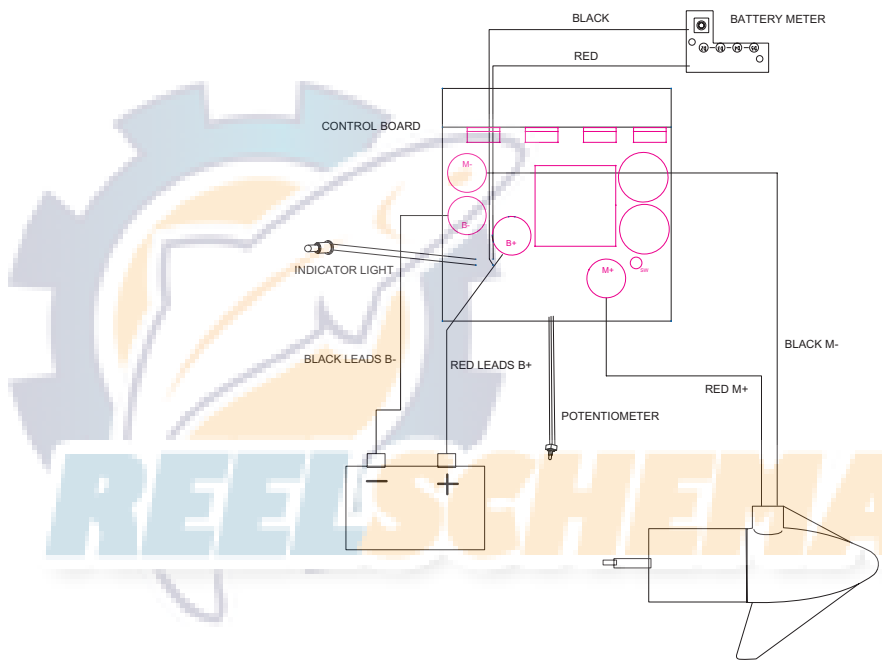 BLACK
BATTERY METER
RED
CONTROL BOARD
M-
B-
B+
M+
SW
INDICATOR LIGHT
BLACK LEADS B-
RED LEADS B+
BLACK M-
RED M+
POTENTIOMETER
− +
REELSCHEMA